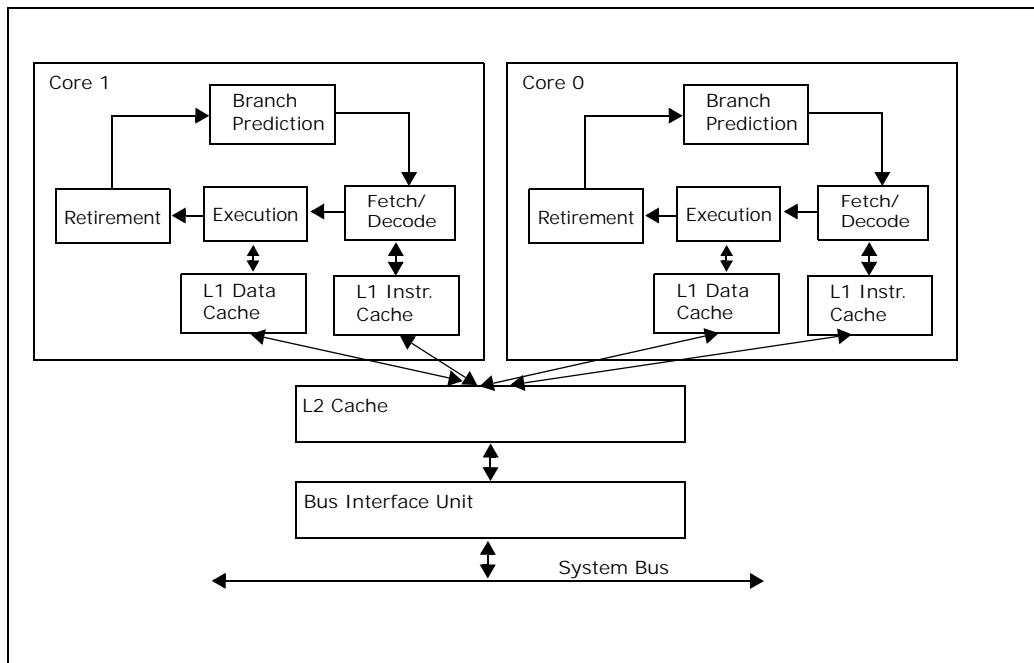 Core 1
Branch
Prediction
Retirement
Execution
Fetch/
Decode
L1 Data
Cache
L1 Instr.
Cache
Core 0
Branch
Prediction
Retirement
Execution
Fetch/
Decode
L1 Data
Cache
L1 Instr.
Cache
L2 Cache
Bus Interface Unit
System Bus